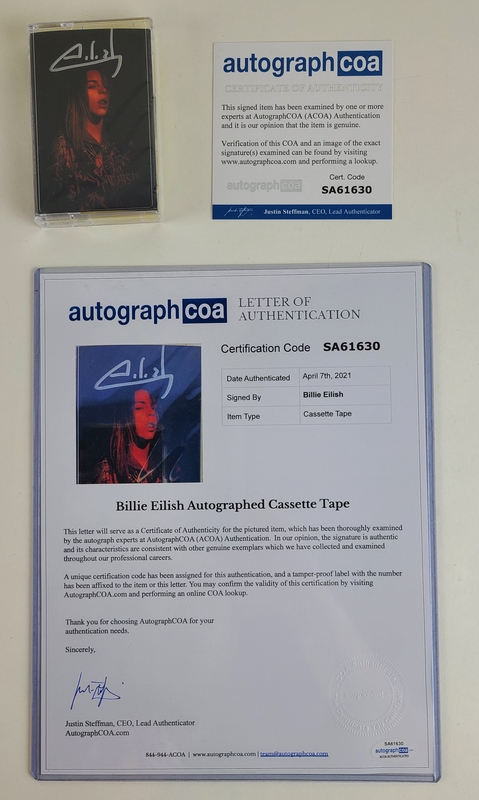 autographcoa
CERTIFICATE OF AUTHENTICITY
This signed item has been examined by one or more
experts at AutographCOA (ACOA) Authentication
and it is our opinion that the item is genuine.
Verification of this COA and an image of the exact
signature(s) examined can be found by visiting
www.autographcoa.com and performing a lookup.
autographcoa
Cert. Code
SA61630
Justin Steffman, CEO, Lead Authenticator
autographcoa
LETTER OF
AUTHENTICATION
Certification Code SA61630
Date Authenticated April 7th, 2021
Signed By Billie Eilish
Item Type Cassette Tape
Billie Eilish Autographed Cassette Tape
This letter will serve as a Certificate of Authenticity for the pictured item, which has been thoroughly examined
by the autograph experts at AutographCOA (ACOA) Authentication. In our opinion, the signature is authentic
and its characteristics are consistent with other genuine exemplars which we have collected and examined
throughout our professional careers.
A unique certification code has been assigned for this authentication, and a tamper-proof label with the number
has been affixed to the item or this letter. You may confirm the validity of this certification by visiting
AutographCOA.com and performing an online COA lookup.
Thank you for choosing AutographCOA for your
authentication needs.
Sincerely,
Justin Steffman, CEO, Lead Authenticator
AutographCOA.com
844-944-ACOA | www.autographcoa.com | team@autographcoa.com
SA61630
autographcoa